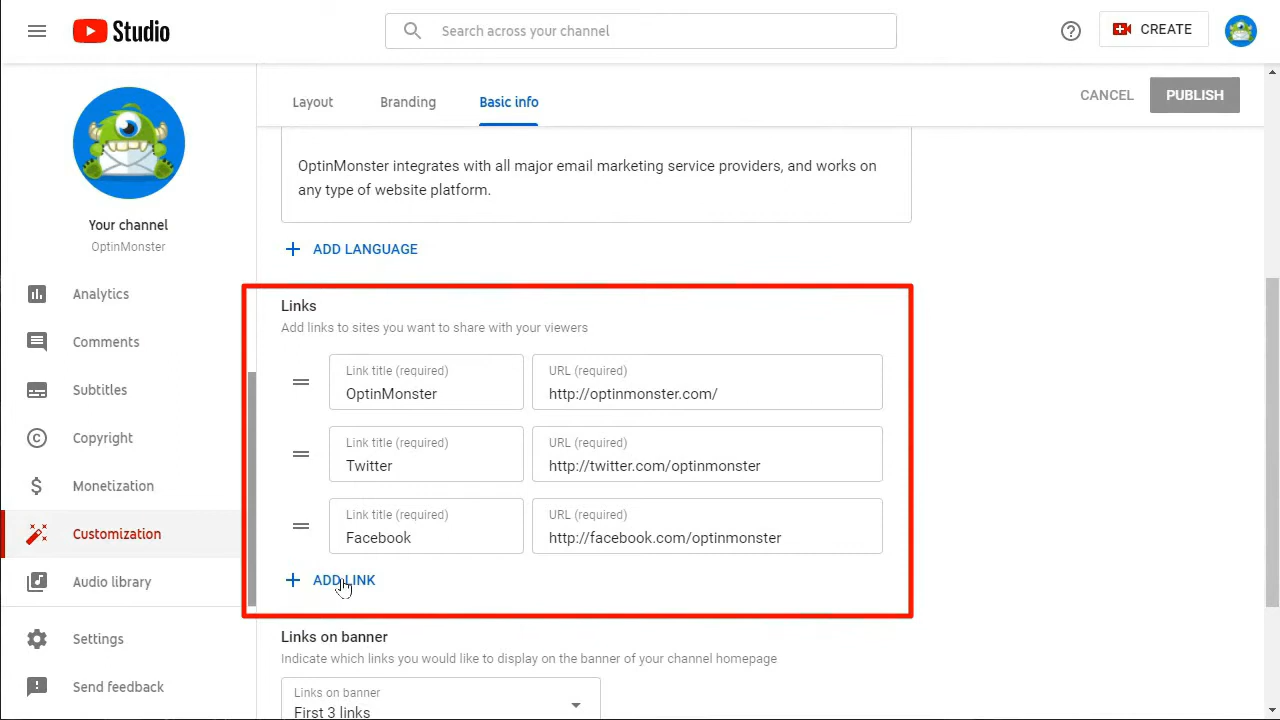 Studio
Search across your channel
CREATE
Layout
Branding
Basic info
CANCEL
PUBLISH
Your channel
OptinMonster
Analytics
Comments
Subtitles
Copyright
Monetization
Customization
Audio library
Settings
Send feedback
OptinMonster integrates with all major email marketing service providers, and works on
any type of website platform.
ADD LANGUAGE
Links
Add links to sites you want to share with your viewers
Link title (required)
OptinMonster
URL (required)
http://optinmonster.com/
Link title (required)
Twitter
URL (required)
http://twitter.com/optinmonster
Link title (required)
Facebook
URL (required)
http://facebook.com/optinmonster
ADD LINK
Links on banner
Indicate which links you would like to display on the banner of your channel homepage
Links on banner
First 3 links